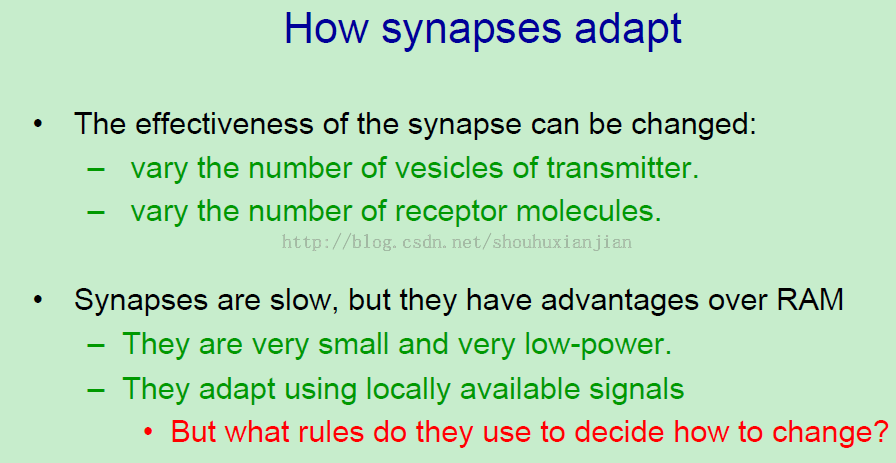 How synapses adapt
• The effectiveness of the synapse can be changed:
– vary the number of vesicles of transmitter.
– vary the number of receptor molecules.
http://blog.csdn.net/shouhuxianjian
• Synapses are slow, but they have advantages over RAM
– They are very small and very low-power.
– They adapt using locally available signals
• But what rules do they use to decide how to change?